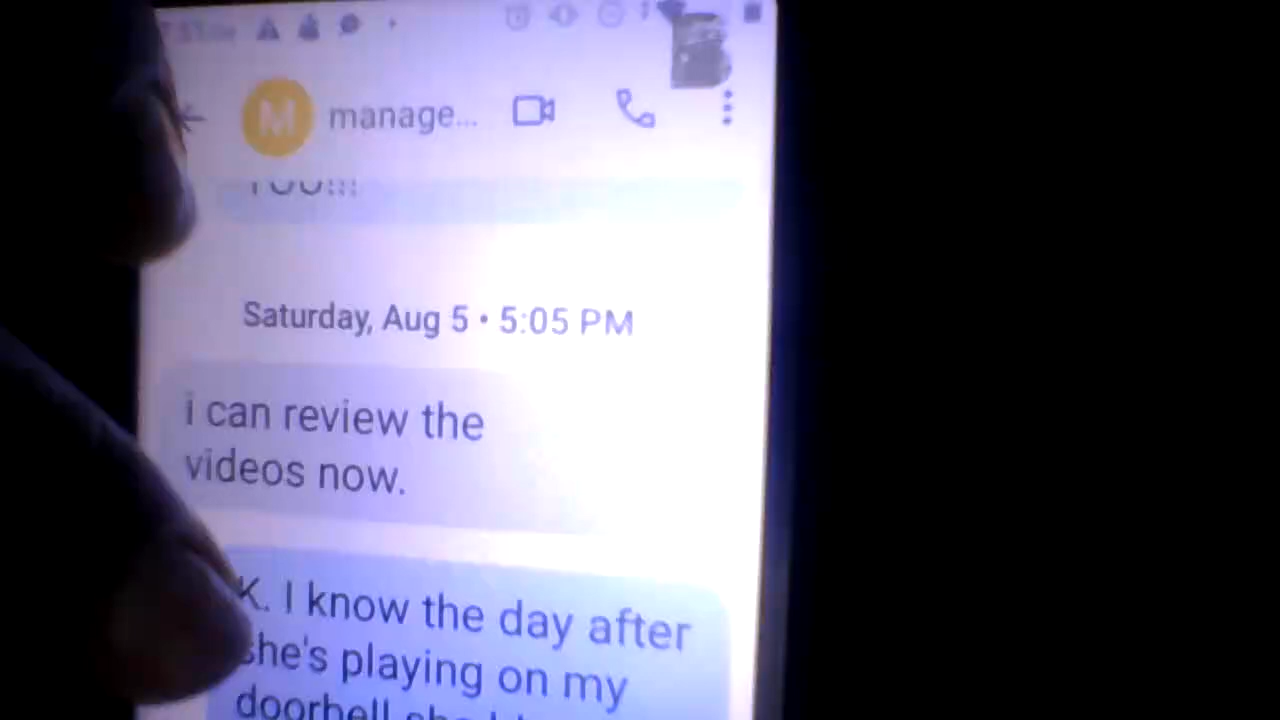 M manage...
Saturday, Aug 5 • 5:05 PM
i can review the
videos now.
K. I know the day after
she's playing on my
doorbell